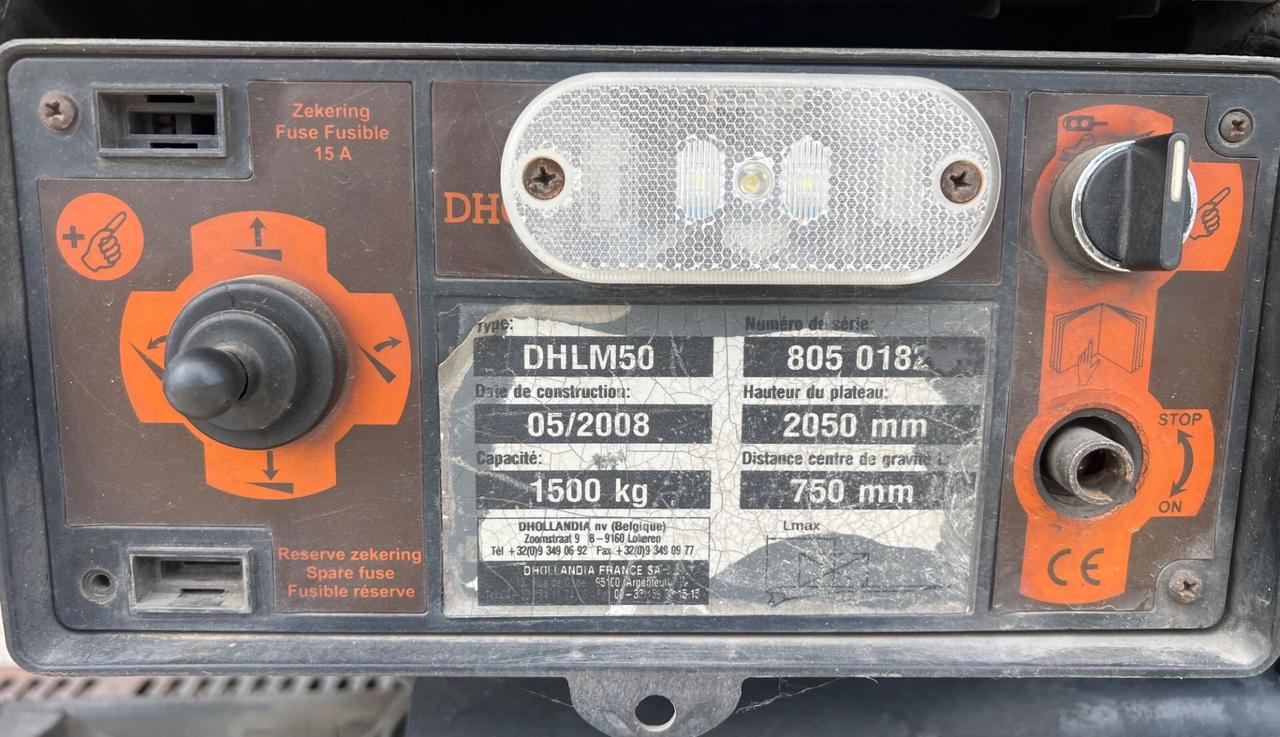 Zekering
Fuse Fusible
15 A
+
Type:
DHLM50
Numéro de série:
805 0182
Date de construction:
05/2008
Hauteur du plateau:
2050 mm
Capacité:
1500 kg
Distance centre de gravité L:
750 mm
DHOLLANDIA nv (Belgique)
Zoomstraat 9 B-9160 Lokeren
Tél +32(0)9 349 06 92 Fax +32(0)9 349 09 77
DHOLLANDIA FRANCE SA
95100 Argenteuil
Lmax
Reserve zekering
Spare fuse
Fusible réserve
STOP
ON
CE